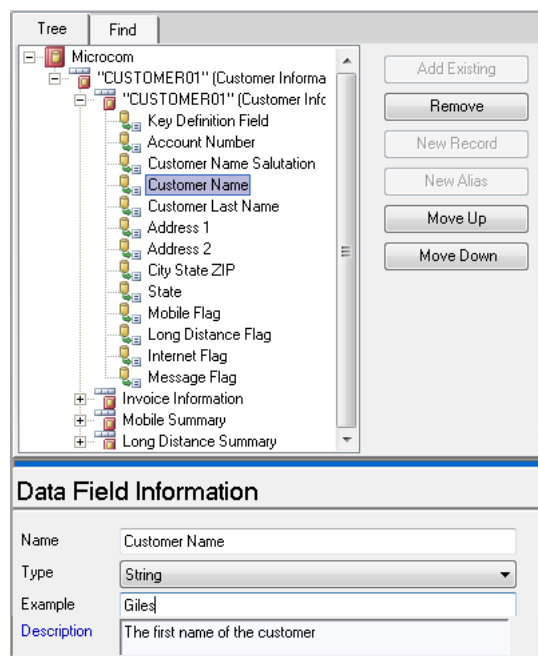 Tree Find
Microcom
"CUSTOMER01" (Customer Informa
"CUSTOMER01" (Customer Infc
Key Definition Field
Account Number
Customer Name Salutation
Customer Name
Customer Last Name
Address 1
Address 2
City State ZIP
State
Mobile Flag
Long Distance Flag
Internet Flag
Message Flag
Invoice Information
Mobile Summary
Long Distance Summary
Add Existing
Remove
New Record
New Alias
Move Up
Move Down
Data Field Information
Name Customer Name
Type String
Example Giles
Description The first name of the customer